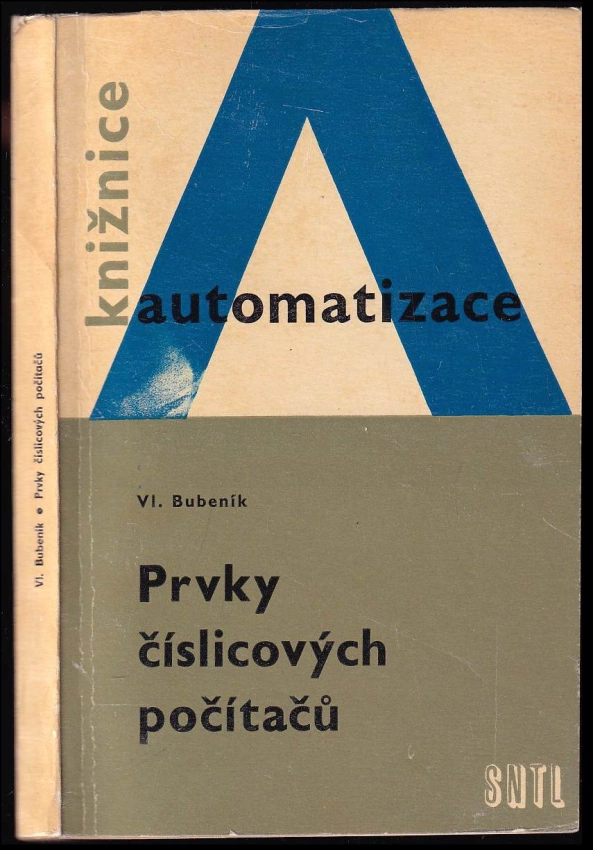 knižnice
automatizace
Vl. Bubeník
Prvky
číslicových
počítačů
SNTL
Vl. Bubeník • Prvky číslicových počítačů